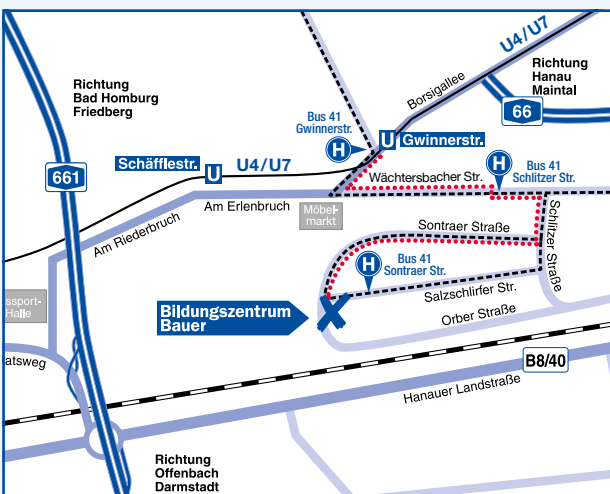 U4/U7
Richtung
Bad Homburg
Friedberg
Richtung
Hanau
Maintal
Borsigallee
66
Bus 41
Gwinnerstr.
H
U
Gwinnerstr.
Schäfflestr.
U
U4/U7
661
Wächtersbacher Str.
H
Bus 41
Schlitzer Str.
Am Erlenbruch
Möbel-
markt
Am Riederbruch
Sontraer Straße
Schlitzer Straße
H
Bus 41
Sontraer Str.
Salzschlirfer Str.
ssport-
Halle
Bildungszentrum
Bauer
Orber Straße
atsweg
B8/40
Hanauer Landstraße
Richtung
Offenbach
Darmstadt